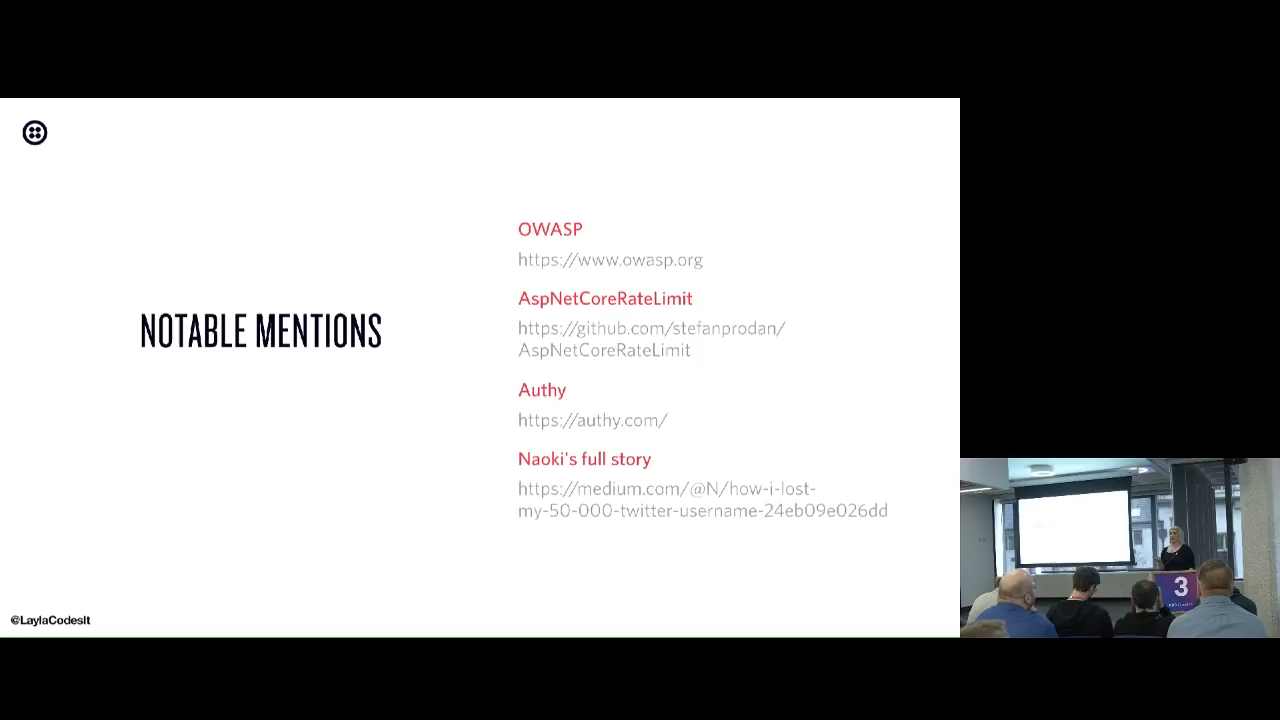 NOTABLE MENTIONS
OWASP
https://www.owasp.org
AspNetCoreRateLimit
https://github.com/stefanprodan/
AspNetCoreRateLimit
Authy
https://authy.com/
Naoki's full story
https://medium.com/@N/how-i-lost-
my-50-000-twitter-username-24eb09e026dd
@LaylaCodesIt
3